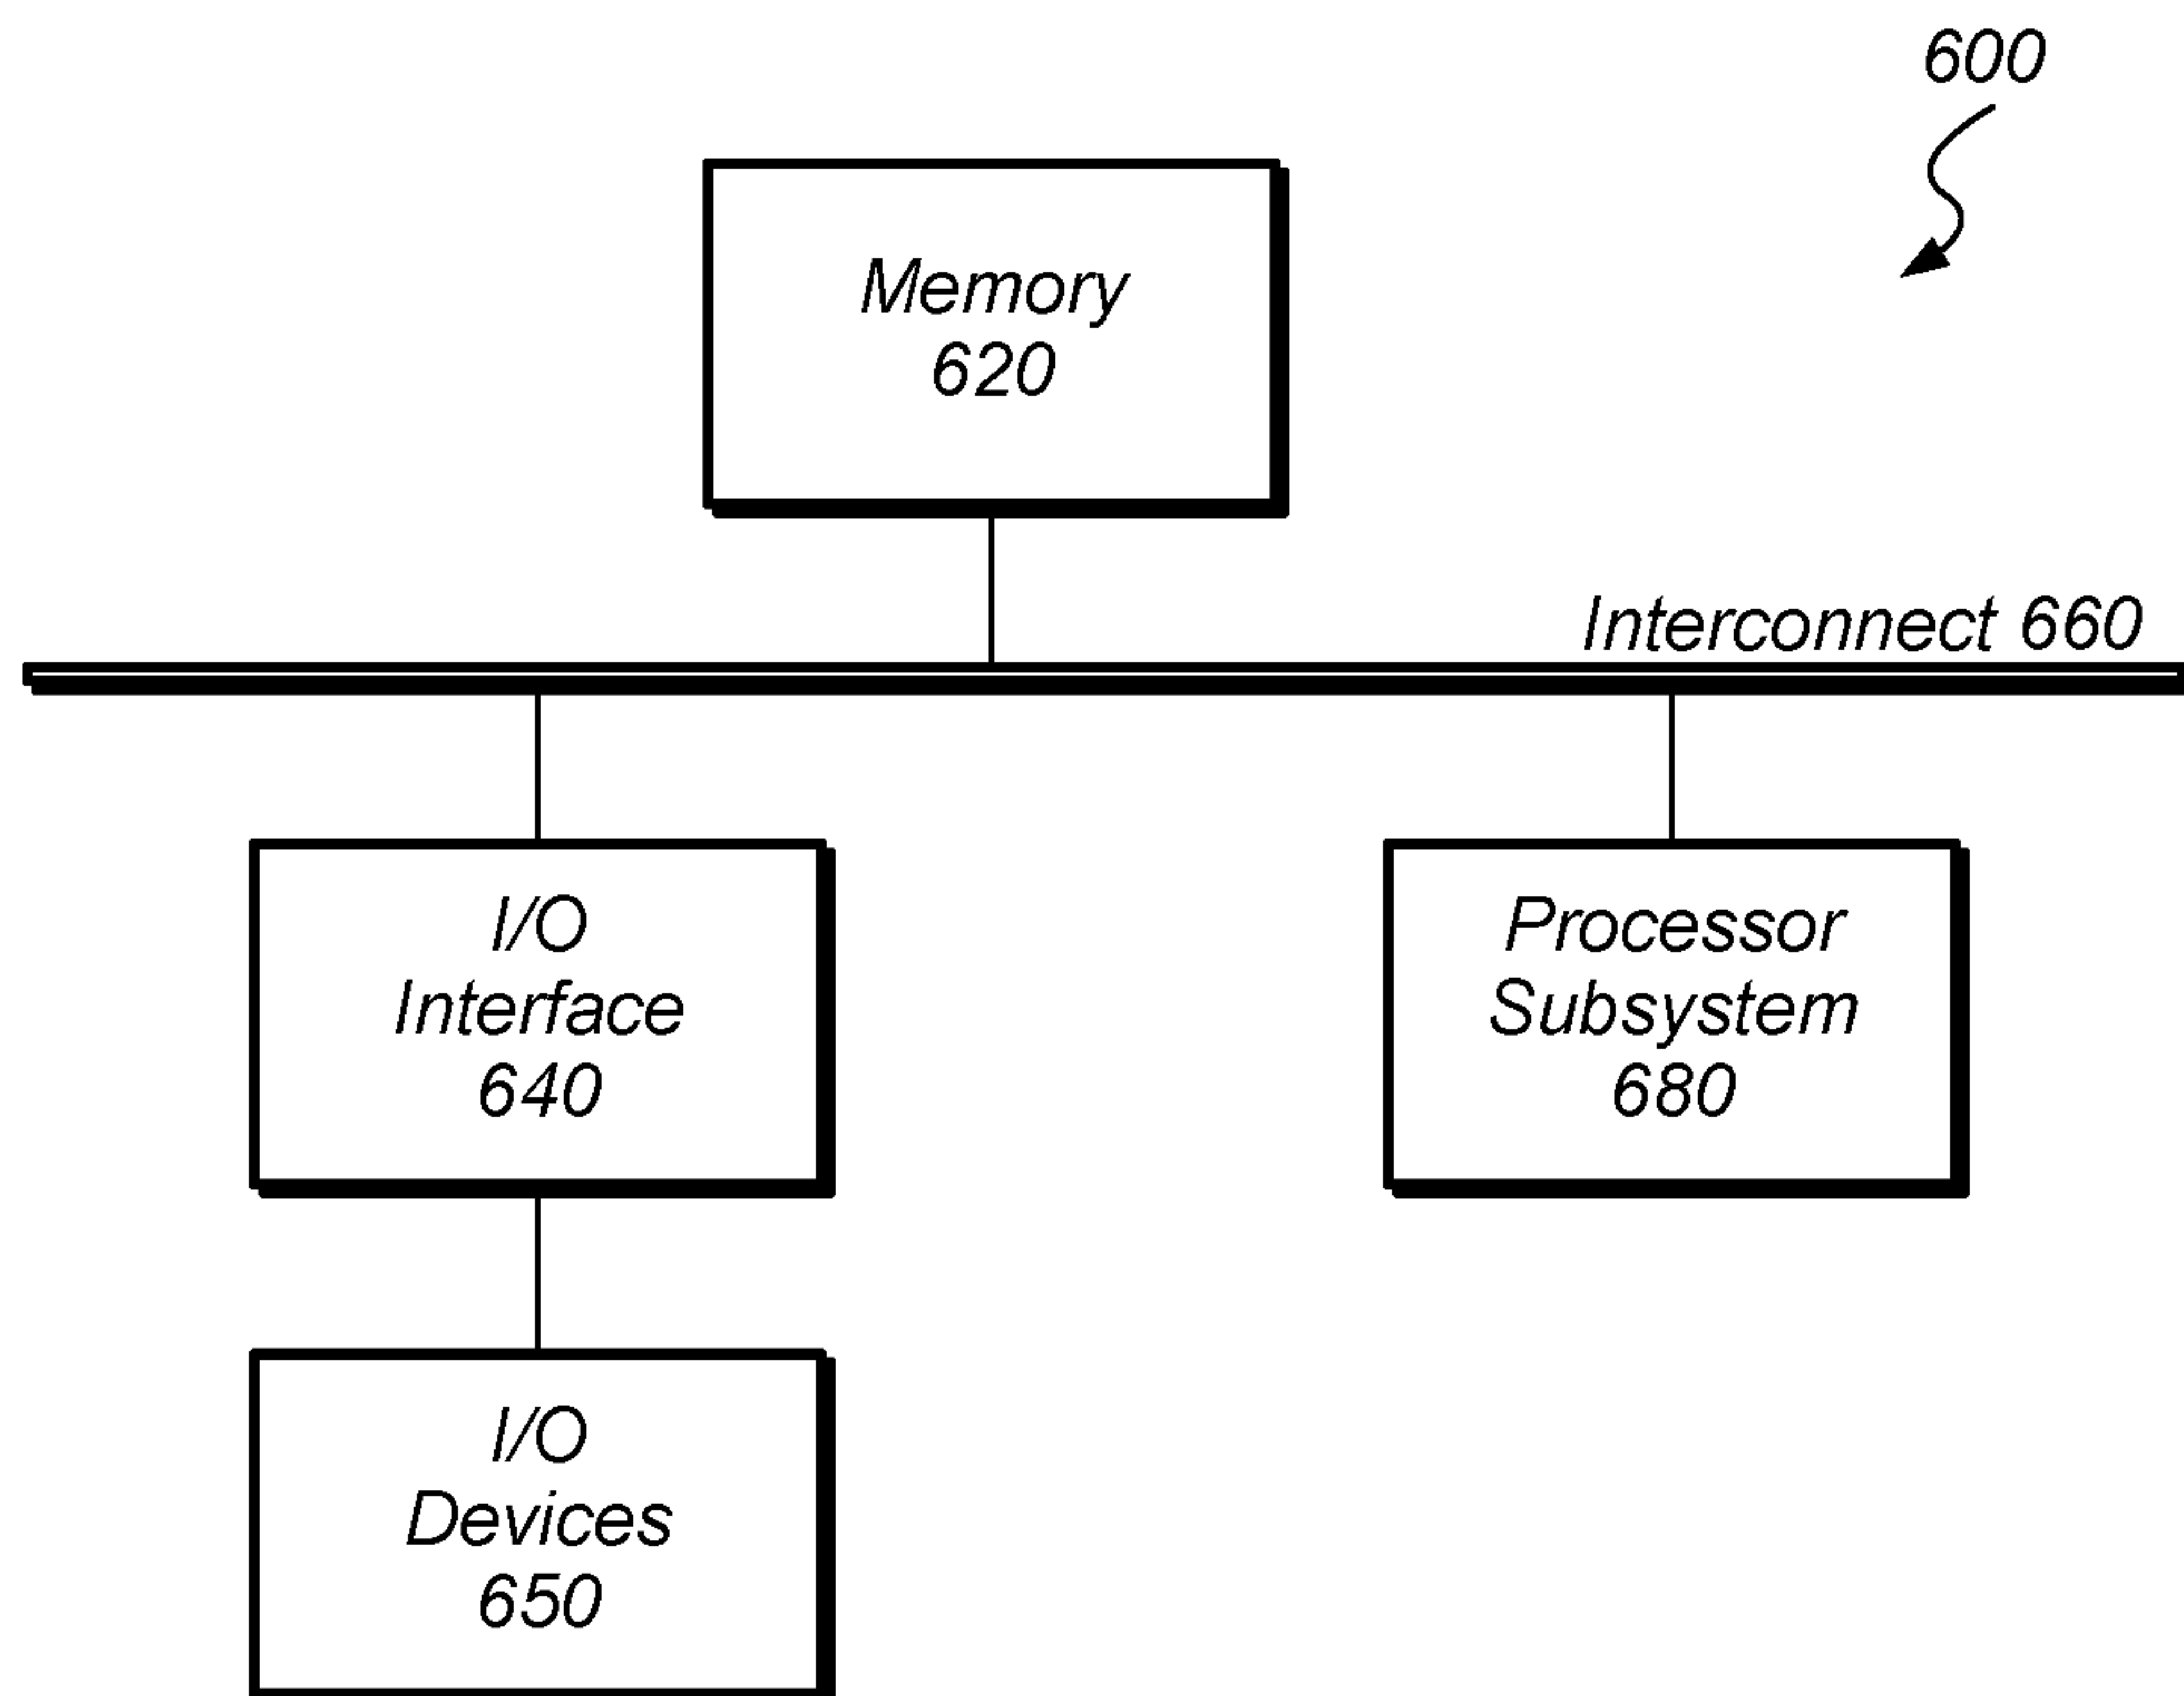 600
Memory
620
Interconnect 660
I/O
Interface
640
Processor
Subsystem
680
I/O
Devices
650